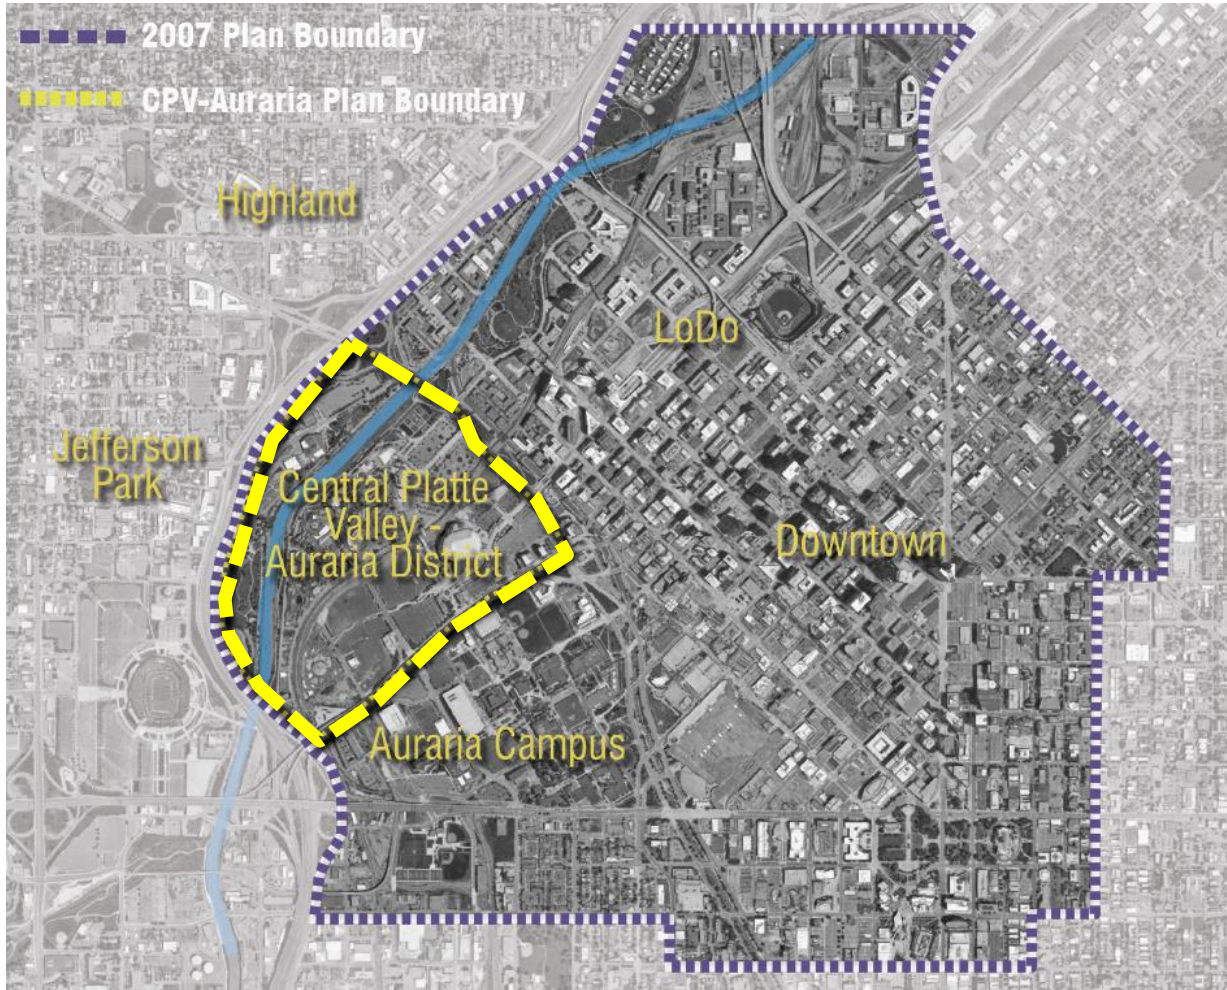 2007 Plan Boundary
CPV-Auraria Plan Boundary
Highland
LoDo
Jefferson
Park
Central Platte
Valley -
Auraria District
Downtown
Auraria Campus